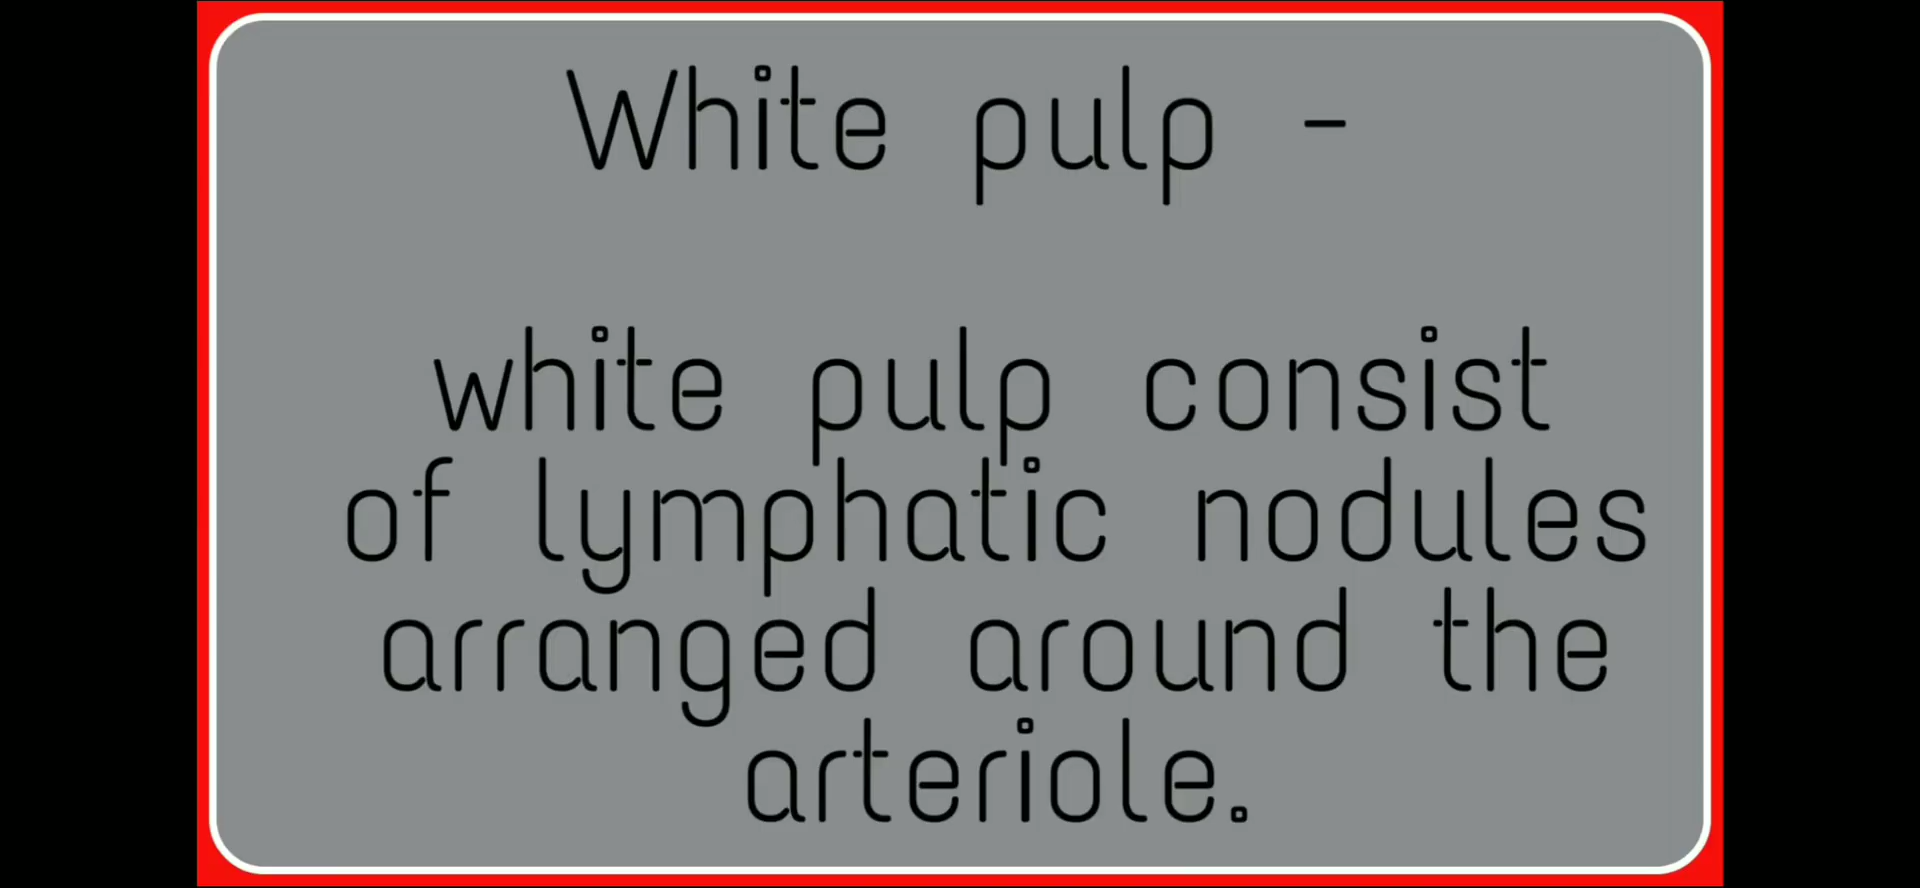 White pulp -
white pulp consist
of lymphatic nodules
arranged around the
arteriole.